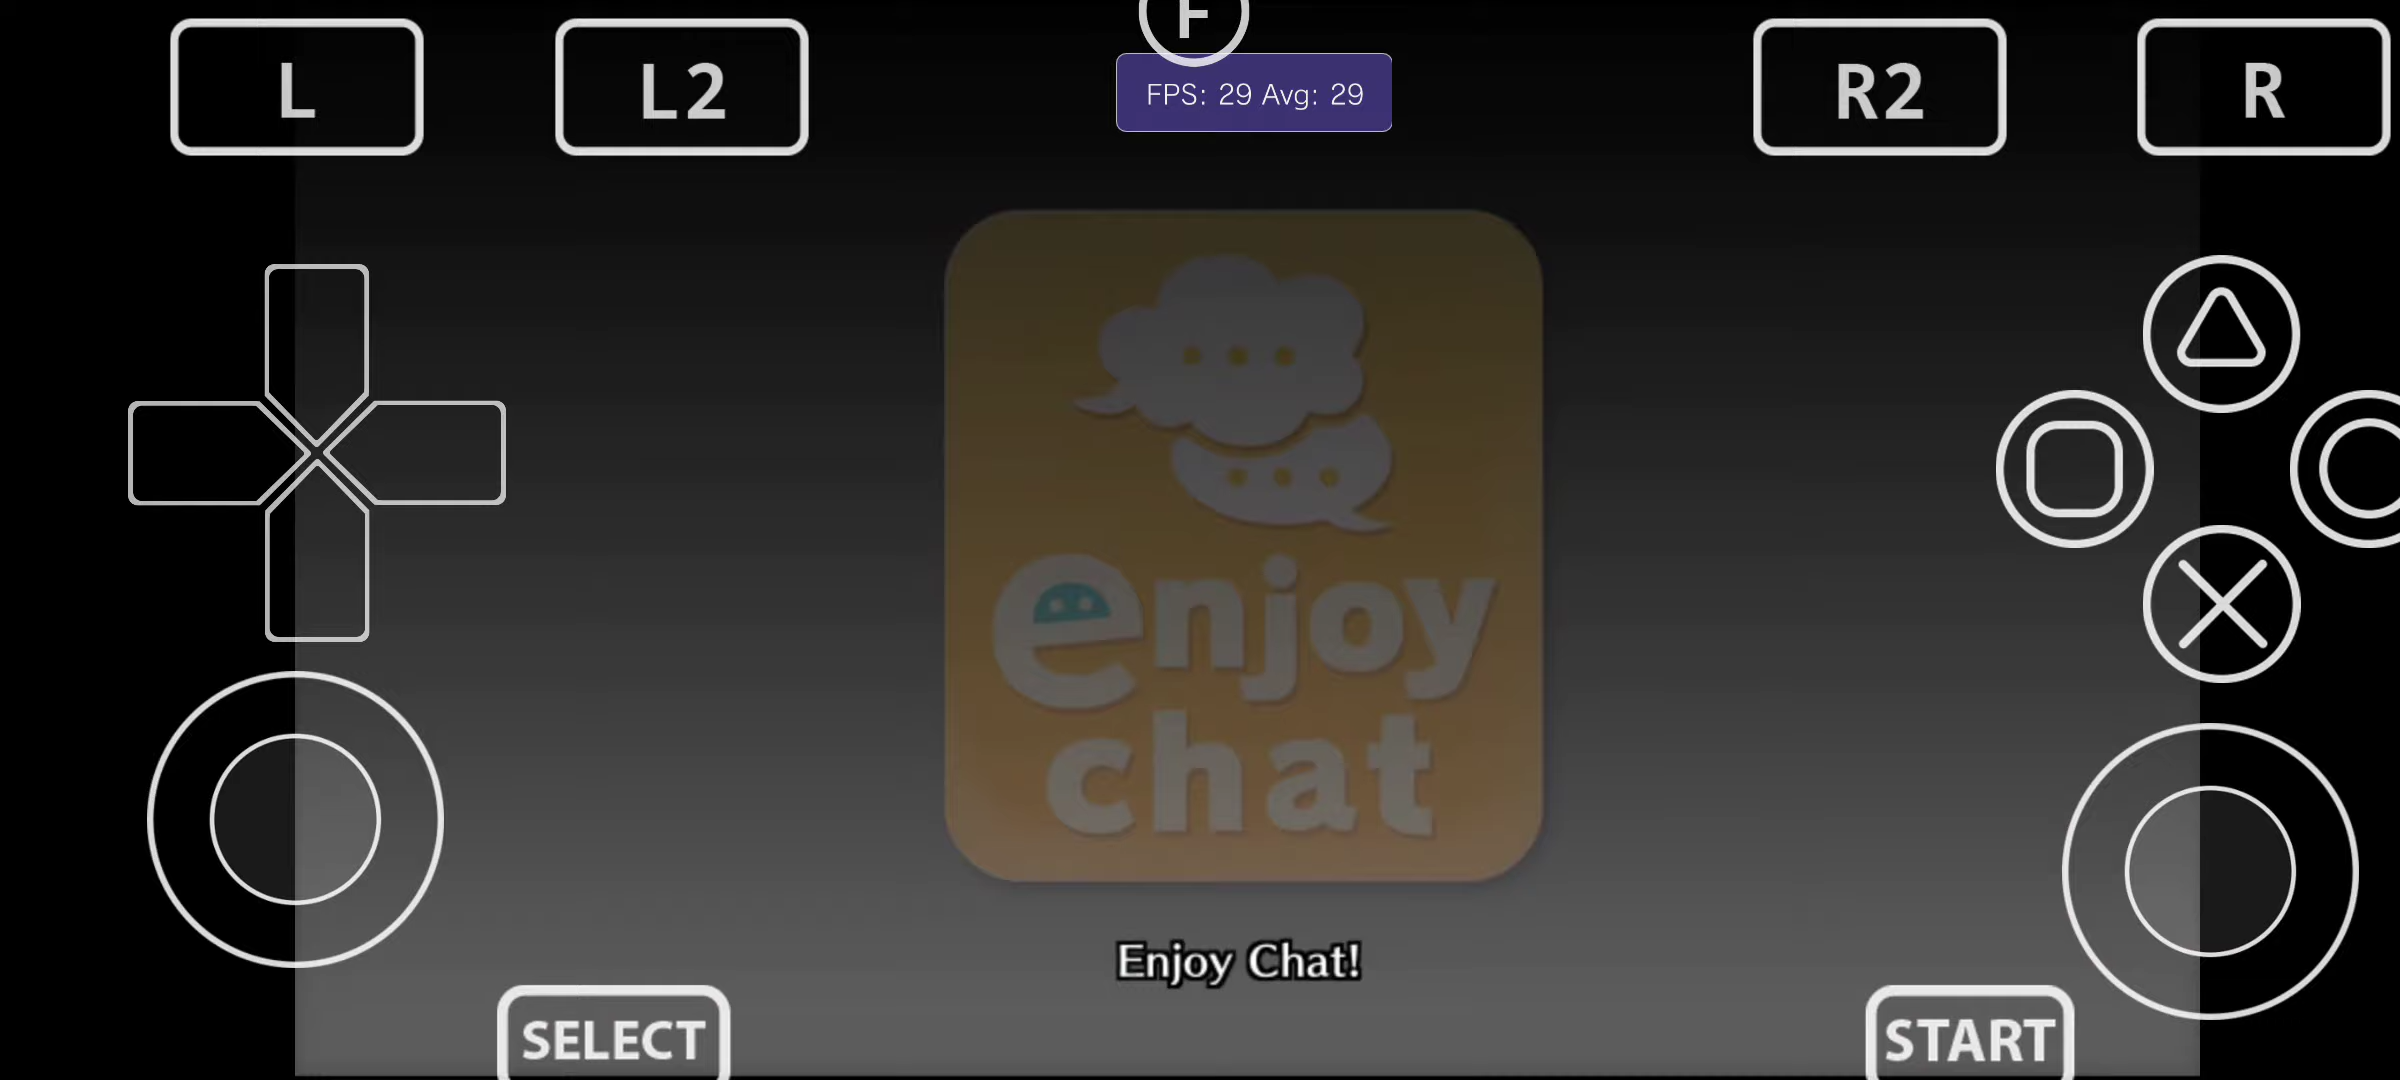 F
L
L2
FPS: 29 Avg: 29
R2
R
enjoy
chat
Enjoy Chat!
SELECT
START